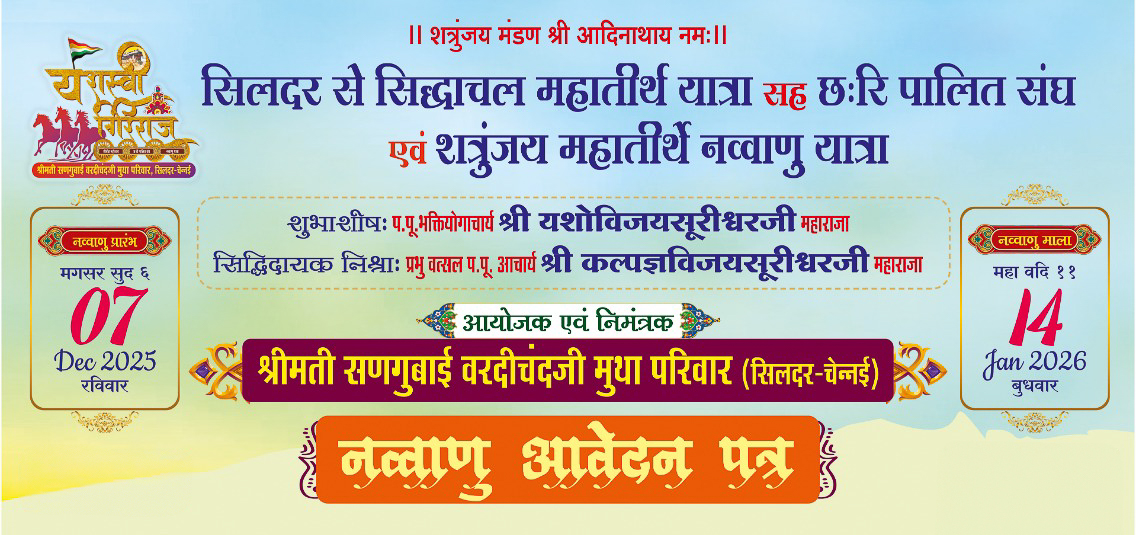 ।। शत्रुंजय मंडण श्री आदिनाथाय नमः।।
यशस्वी
गिरिराज
श्रीमती सणगुबाई वरदीचंदजी मुथा परिवार, सिलदर-चेन्नई
सिलदर से सिद्धाचल महातीर्थ यात्रा सह छःरि पालित संघ
एवं शत्रुंजय महातीर्थे नव्वाणु यात्रा
शुभाशीषः प.पू.भक्तियोगाचार्य श्री यशोविजयसूरीश्वरजी महाराजा
सिद्धिदायक निश्राः प्रभु वत्सल प.पू. आचार्य श्री कल्पज्ञविजयसूरीश्वरजी महाराजा
नव्वाणु प्रारंभ
मगसर सुद ६
07
Dec 2025
रविवार
नव्वाणु माला
महा वदि ११
14
Jan 2026
बुधवार
आयोजक एवं निमंत्रक
श्रीमती सणगुबाई वरदीचंदजी मुथा परिवार (सिलदर-चेन्नई)
नव्वाणु आवेदन पत्र